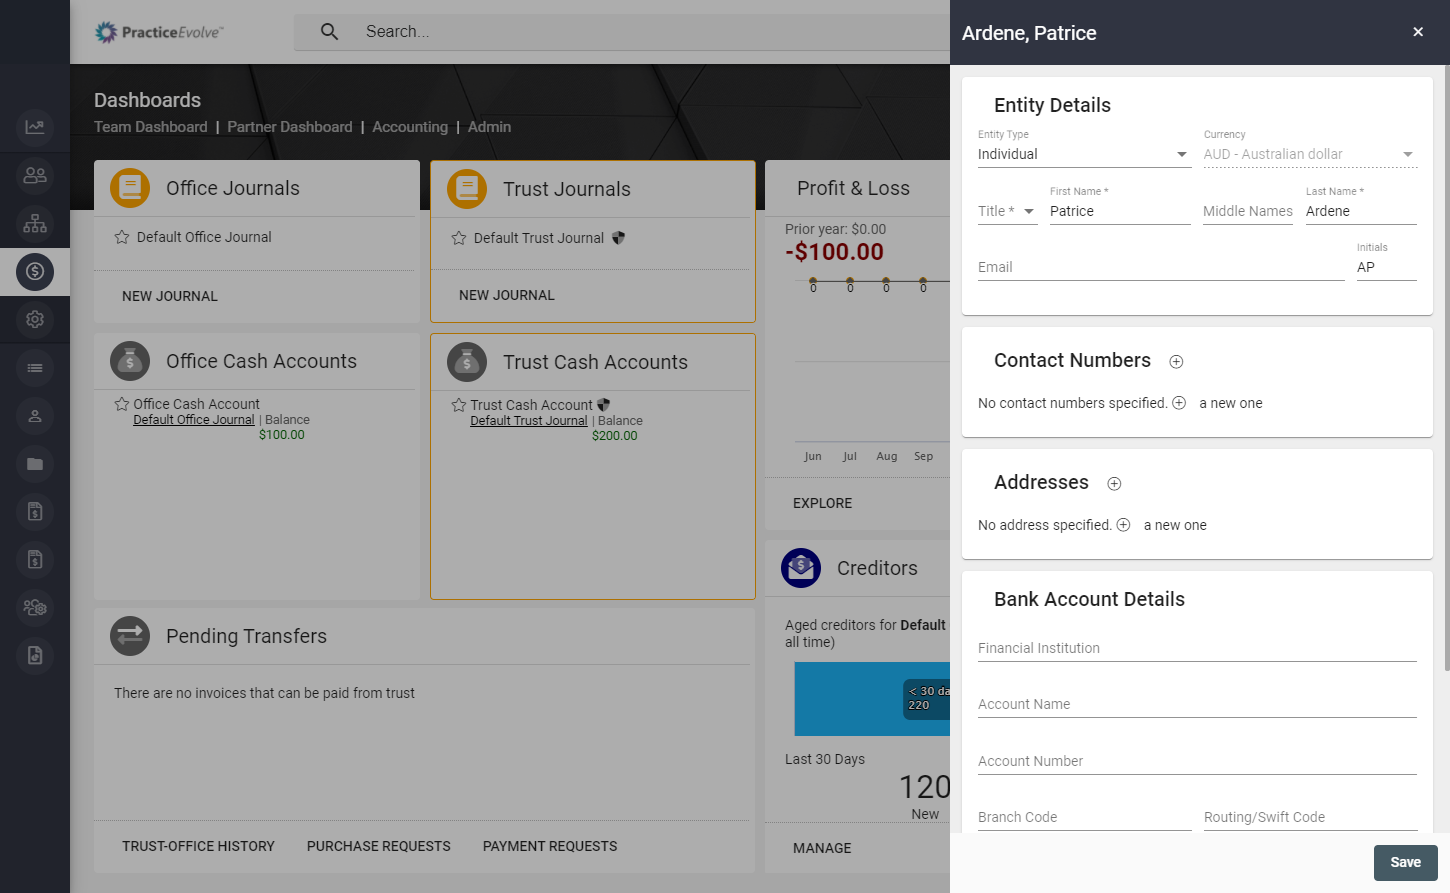 PracticeEvolve™
Search...
Dashboards
Team Dashboard | Partner Dashboard | Accounting | Admin
Office Journals
Default Office Journal
NEW JOURNAL
Trust Journals
Default Trust Journal
NEW JOURNAL
Profit & Loss
Prior year: $0.00
-$100.00
0 0 0 0
Jun Jul Aug Sep
EXPLORE
Office Cash Accounts
Office Cash Account
Default Office Journal | Balance
$100.00
Trust Cash Accounts
Trust Cash Account
Default Trust Journal | Balance
$200.00
Creditors
Aged creditors for Default
all time)
< 30 da
220
Last 30 Days
120
New
MANAGE
Pending Transfers
There are no invoices that can be paid from trust
TRUST-OFFICE HISTORY PURCHASE REQUESTS PAYMENT REQUESTS
Ardene, Patrice ×
Entity Details
Entity Type Currency
Individual AUD - Australian dollar
First Name * Last Name *
Title * Patrice Middle Names Ardene
Initials
Email AP
Contact Numbers
No contact numbers specified. a new one
Addresses
No address specified. a new one
Bank Account Details
Financial Institution
Account Name
Account Number
Branch Code Routing/Swift Code
Save